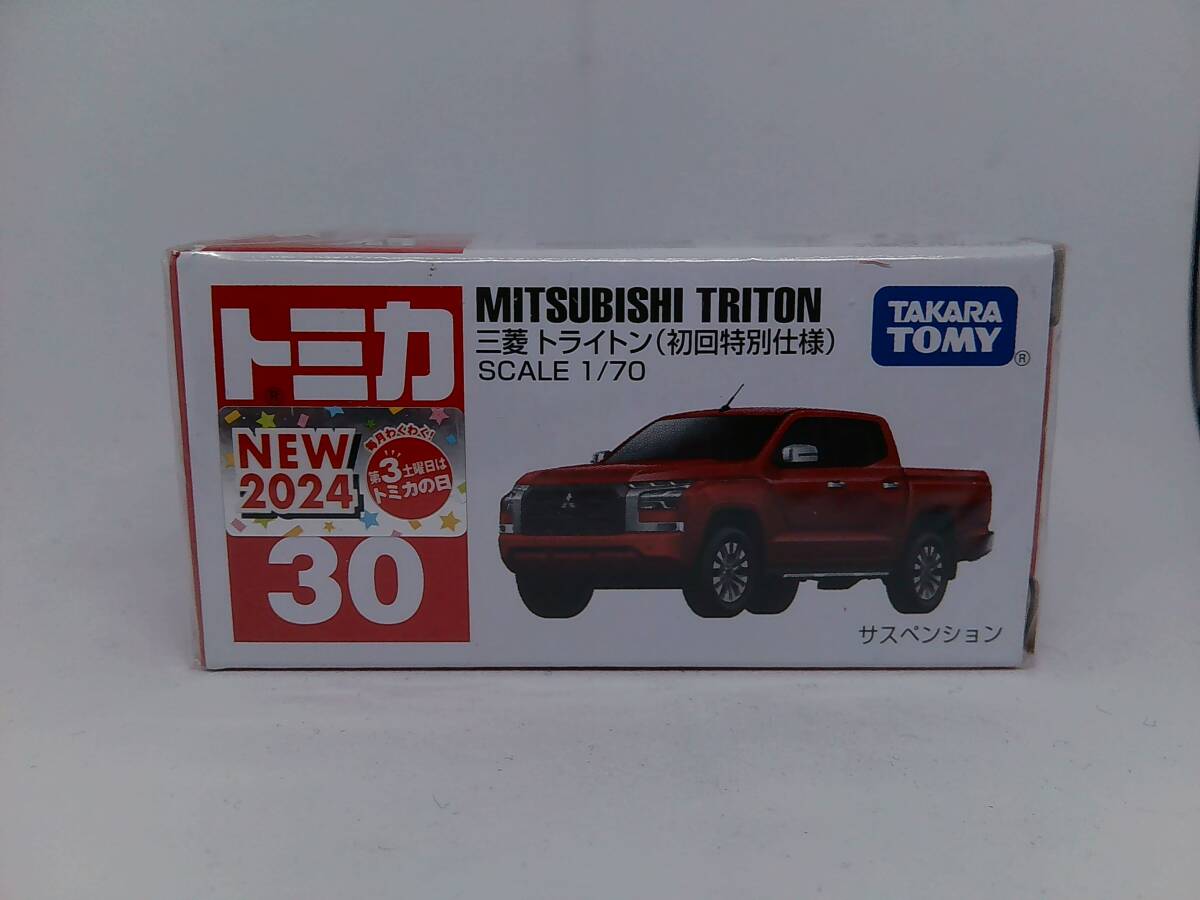 トミカ
®
NEW
2024
毎月わくわく!
第3土曜日は
トミカの日
30
MITSUBISHI TRITON
三菱 トライトン(初回特別仕様)
SCALE 1/70
TAKARA
TOMY
®
サスペンション